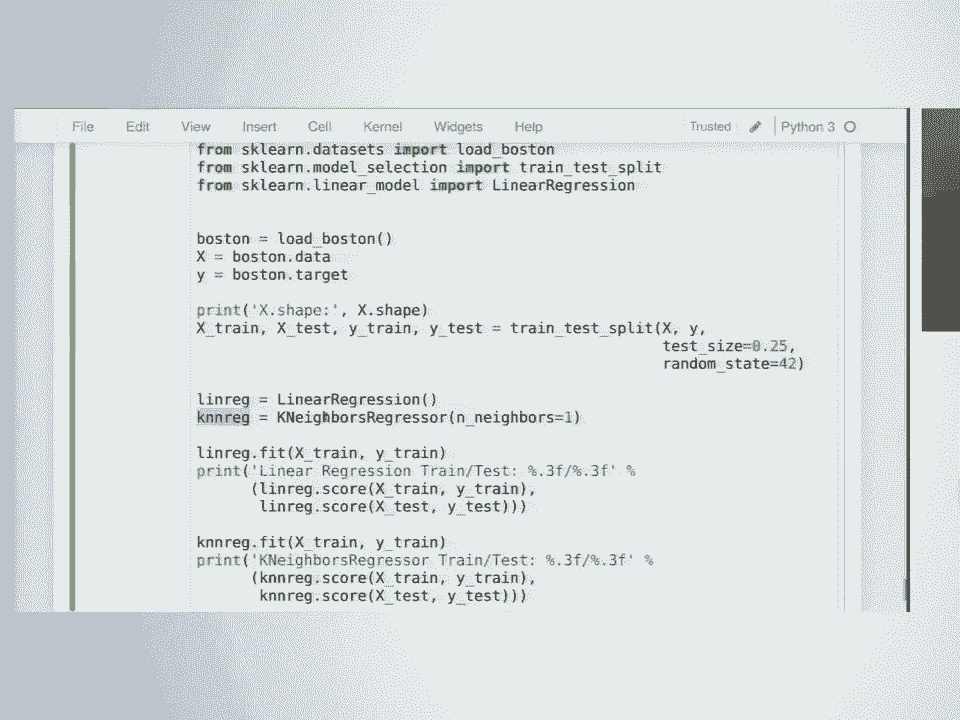 File Edit View Insert Cell Kernel Widgets Help Trusted Python 3
from sklearn.datasets import load_boston
from sklearn.model_selection import train_test_split
from sklearn.linear_model import LinearRegression
boston = load_boston()
X = boston.data
y = boston.target
print('X.shape:', X.shape)
X_train, X_test, y_train, y_test = train_test_split(X, y,
test_size=0.25,
random_state=42)
linreg = LinearRegression()
knnreg = KNeighborsRegressor(n_neighbors=1)
linreg.fit(X_train, y_train)
print('Linear Regression Train/Test: %.3f/%.3f' %
(linreg.score(X_train, y_train),
linreg.score(X_test, y_test)))
knnreg.fit(X_train, y_train)
print('KNeighborsRegressor Train/Test: %.3f/%.3f' %
(knnreg.score(X_train, y_train),
knnreg.score(X_test, y_test)))